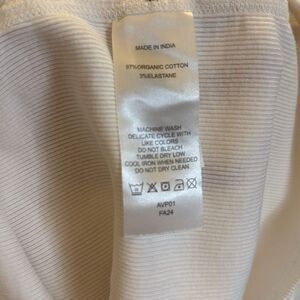 MADE IN INDIA
97%ORGANIC COTTON
3%ELASTANE
MACHINE WASH
DELICATE CYCLE WITH
LIKE COLORS
DO NOT BLEACH
TUMBLE DRY LOW
COOL IRON WHEN NEEDED
DO NOT DRY CLEAN
AVP01
FA24